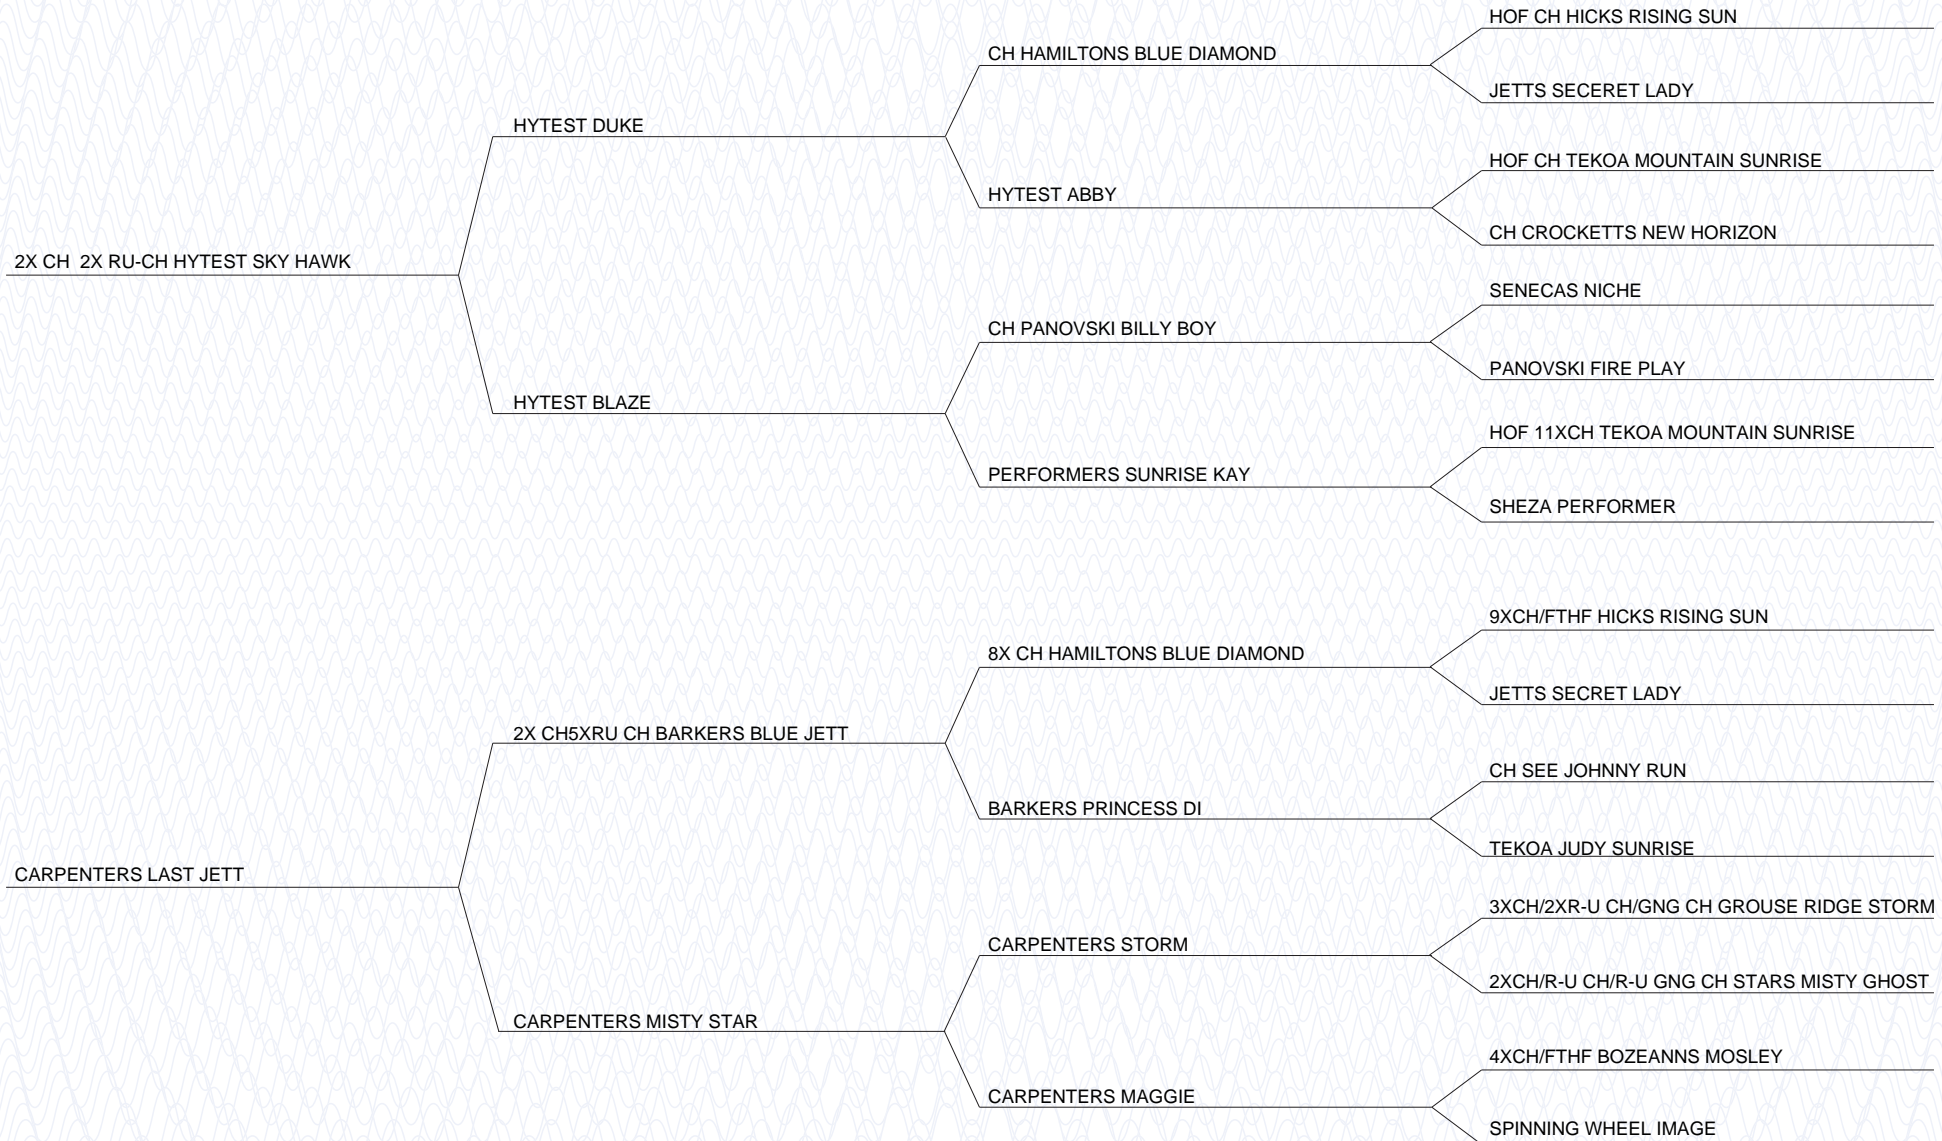 HOF CH HICKS RISING SUN
CH HAMILTONS BLUE DIAMOND
JETTS SECERET LADY
HYTEST DUKE
HOF CH TEKOA MOUNTAIN SUNRISE
HYTEST ABBY
CH CROCKETTS NEW HORIZON
2X CH  2X RU-CH HYTEST SKY HAWK
SENECAS NICHE
CH PANOVSKI BILLY BOY
PANOVSKI FIRE PLAY
HYTEST BLAZE
HOF 11XCH TEKOA MOUNTAIN SUNRISE
PERFORMERS SUNRISE KAY
SHEZA PERFORMER
9XCH/FTHF HICKS RISING SUN
8X CH HAMILTONS BLUE DIAMOND
JETTS SECRET LADY
2X CH5XRU CH BARKERS BLUE JETT
CH SEE JOHNNY RUN
BARKERS PRINCESS DI
TEKOA JUDY SUNRISE
CARPENTERS LAST JETT
3XCH/2XR-U CH/GNG CH GROUSE RIDGE STORM
CARPENTERS STORM
2XCH/R-U CH/R-U GNG CH STARS MISTY GHOST
CARPENTERS MISTY STAR
4XCH/FTHF BOZEANNS MOSLEY
CARPENTERS MAGGIE
SPINNING WHEEL IMAGE